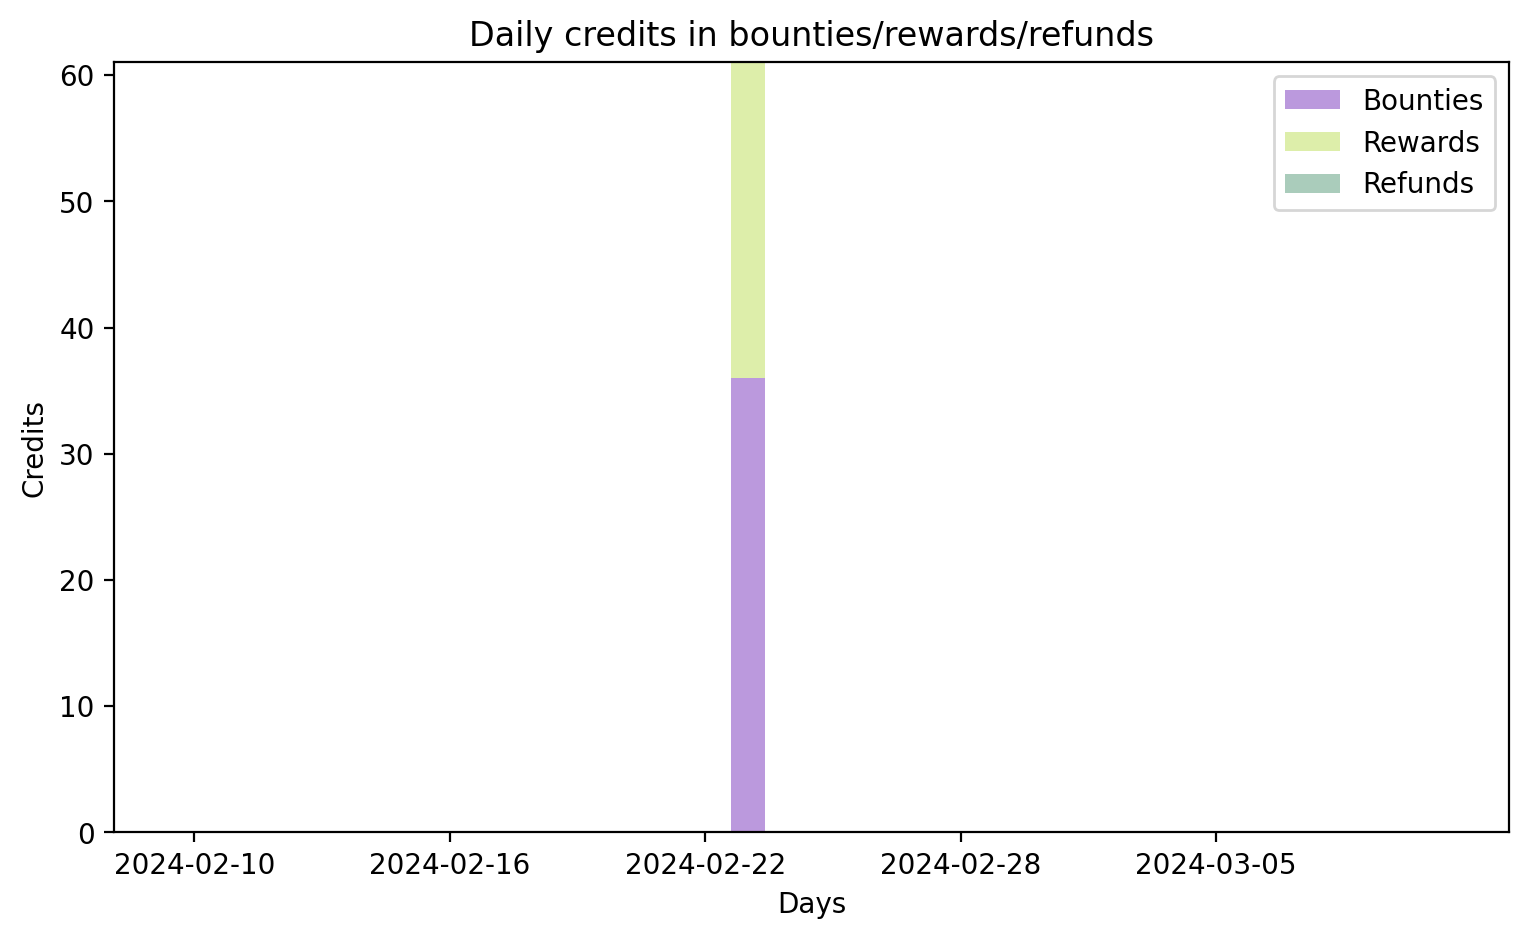 Daily credits in bounties/rewards/refunds
Bounties
Rewards
Refunds
Credits
60
50
40
30
20
10
0
2024-02-10 2024-02-16 2024-02-22 2024-02-28 2024-03-05
Days